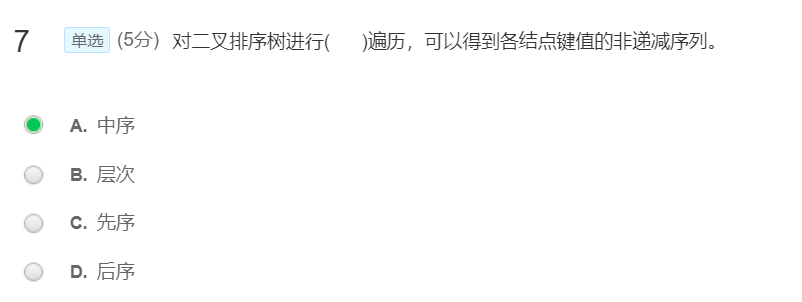 7 单选 (5分) 对二叉排序树进行( )遍历，可以得到各结点键值的非递减序列。
A. 中序
B. 层次
C. 先序
D. 后序